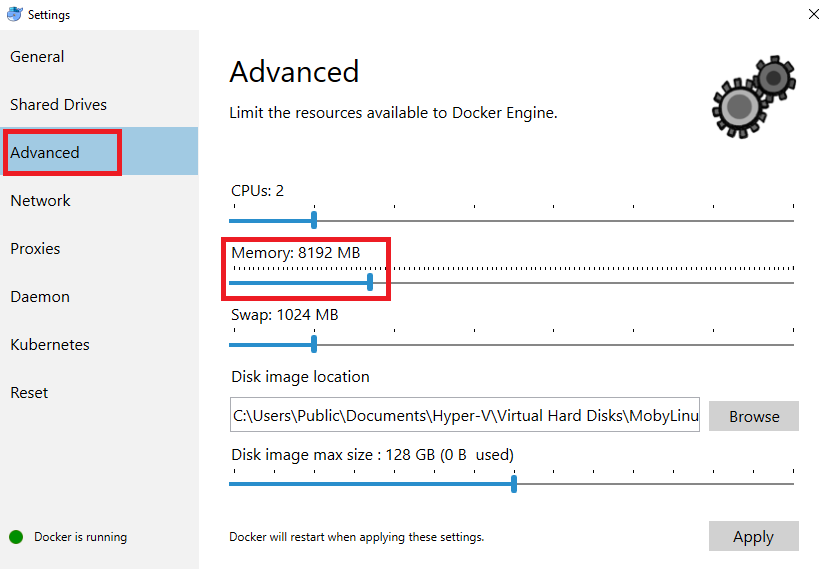 Settings
General
Shared Drives
Advanced
Network
Proxies
Daemon
Kubernetes
Reset
Docker is running
Advanced
Limit the resources available to Docker Engine.
CPUs: 2
Memory: 8192 MB
Swap: 1024 MB
Disk image location
C:\Users\Public\Documents\Hyper-V\Virtual Hard Disks\MobyLinu
Browse
Disk image max size : 128 GB (0 B  used)
Docker will restart when applying these settings.
Apply